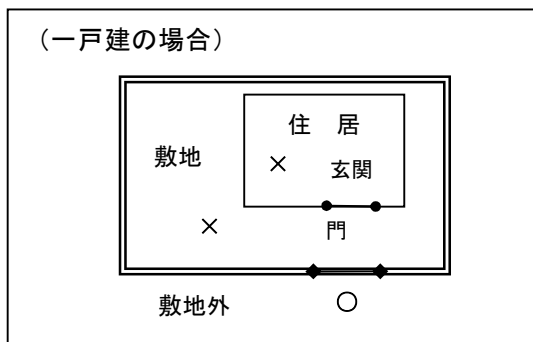 （一戸建の場合）
住 居
敷地
× 玄関
×
門
敷地外
○